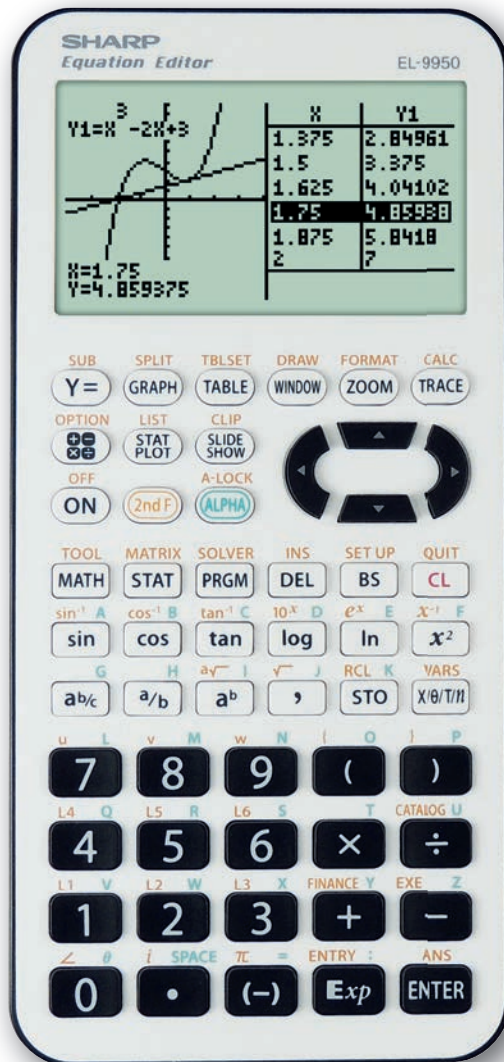 SHARP
Equation Editor EL-9950
Y1=X³-2X+3
X Y1
1.375 2.84961
1.5 3.375
1.625 4.04102
1.75 4.85938
1.875 5.8418
2 7
X=1.75
Y=4.859375
SUB SPLIT TBLSET DRAW FORMAT CALC
Y= GRAPH TABLE WINDOW ZOOM TRACE
OPTION LIST CLIP
STAT PLOT SLIDE SHOW
OFF A-LOCK
ON 2nd F ALPHA
TOOL MATRIX SOLVER INS SET UP QUIT
MATH STAT PRGM DEL BS CL
sin⁻¹ A cos⁻¹ B tan⁻¹ C 10ˣ D eˣ E x⁻¹ F
sin cos tan log ln x²
G H a√ I √ J RCL K VARS
ab/c a/b aᵇ , STO X/θ/T/n
u L v M w N { O } P
7 8 9 ( )
L4 Q L5 R L6 S T CATALOG U
4 5 6 × ÷
L1 V L2 W L3 X FINANCE Y EXE Z
1 2 3 + −
∠ θ i SPACE π = ENTRY : ANS
0 • (−) Exp ENTER